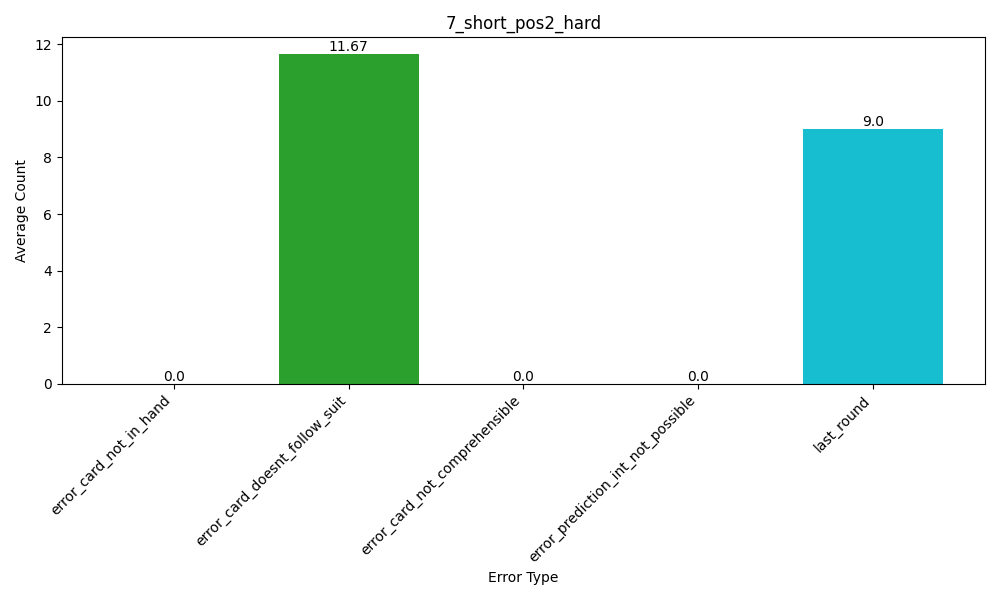 7_short_pos2_hard
Average Count
12
10
8
6
4
2
0
0.0
11.67
0.0
0.0
9.0
error_card_not_in_hand
error_card_doesnt_follow_suit
error_card_not_comprehensible
error_prediction_int_not_possible
last_round
Error Type